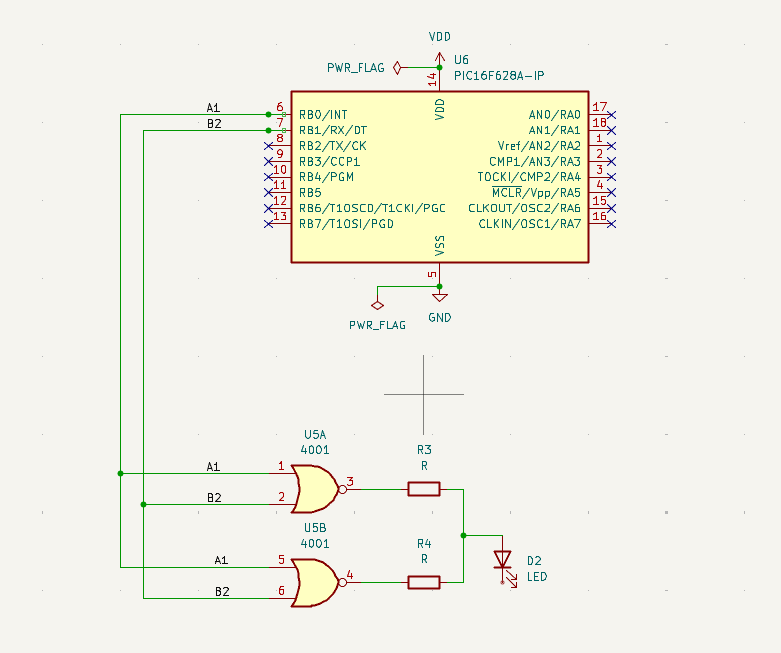 VDD
PWR_FLAG
U6
PIC16F628A-IP
14
VDD
A1
6
RB0/INT
AN0/RA0
17
B2
7
RB1/RX/DT
AN1/RA1
18
8
RB2/TX/CK
Vref/AN2/RA2
1
9
RB3/CCP1
CMP1/AN3/RA3
2
10
RB4/PGM
TOCKI/CMP2/RA4
3
11
RB5
MCLR/Vpp/RA5
4
12
RB6/T1OSCO/T1CKI/PGC
CLKOUT/OSC2/RA6
15
13
RB7/T1OSI/PGD
CLKIN/OSC1/RA7
16
VSS
5
PWR_FLAG
GND
U5A
4001
A1
1
B2
2
3
R3
R
U5B
4001
A1
5
B2
6
4
R4
R
D2
LED